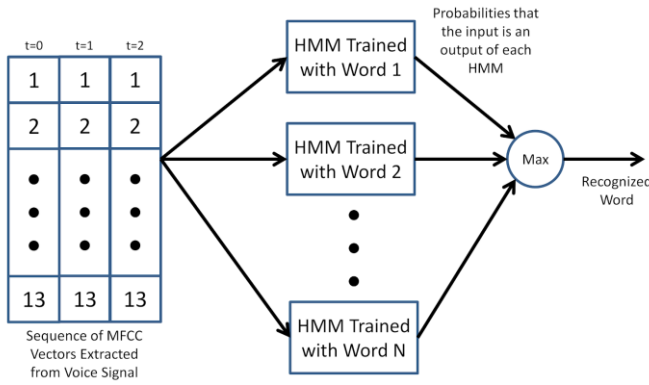 t=0 t=1 t=2
1 1 1
2 2 2
13 13 13
Sequence of MFCC
Vectors Extracted
from Voice Signal
HMM Trained
with Word 1
HMM Trained
with Word 2
HMM Trained
with Word N
Probabilities that
the input is an
output of each
HMM
Max
Recognized
Word